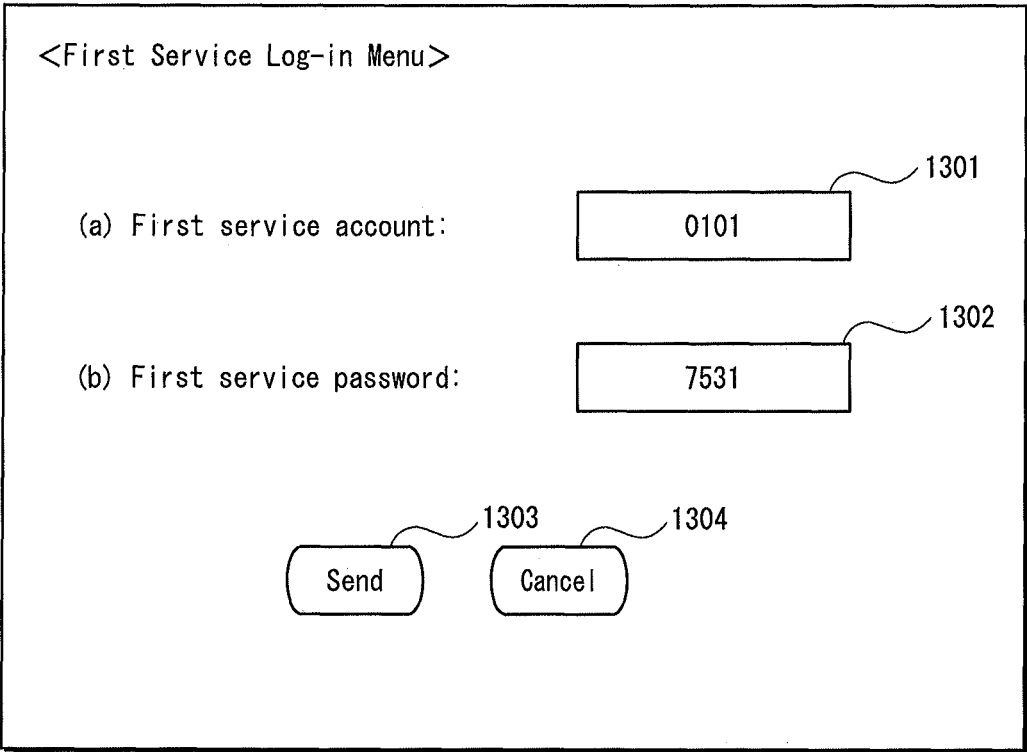 <First Service Log-in Menu>
1301
(a) First service account: 0101
1302
(b) First service password: 7531
1303 1304
Send Cancel